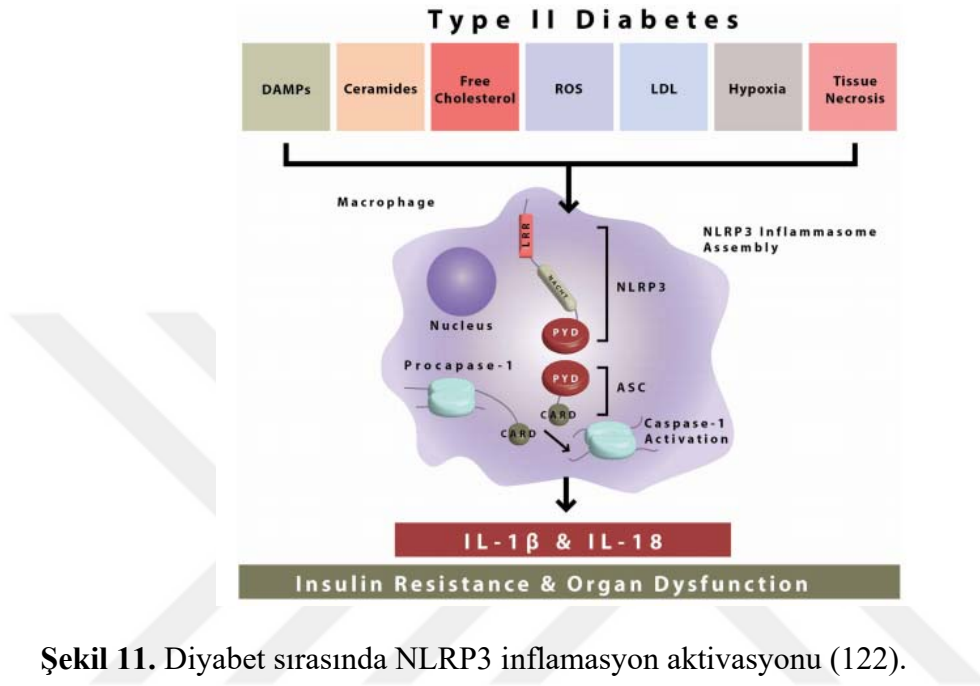 Type II Diabetes
DAMPs
Ceramides
Free
Cholesterol
ROS
LDL
Hypoxia
Tissue
Necrosis
Macrophage
NLRP3 Inflammasome
Assembly
LRR
NACHT
NLRP3
Nucleus
PYD
Procapase-1
PYD
ASC
CARD
CARD
Caspase-1
Activation
IL-1β & IL-18
Insulin Resistance & Organ Dysfunction
Şekil 11. Diyabet sırasında NLRP3 inflamasyon aktivasyonu (122).